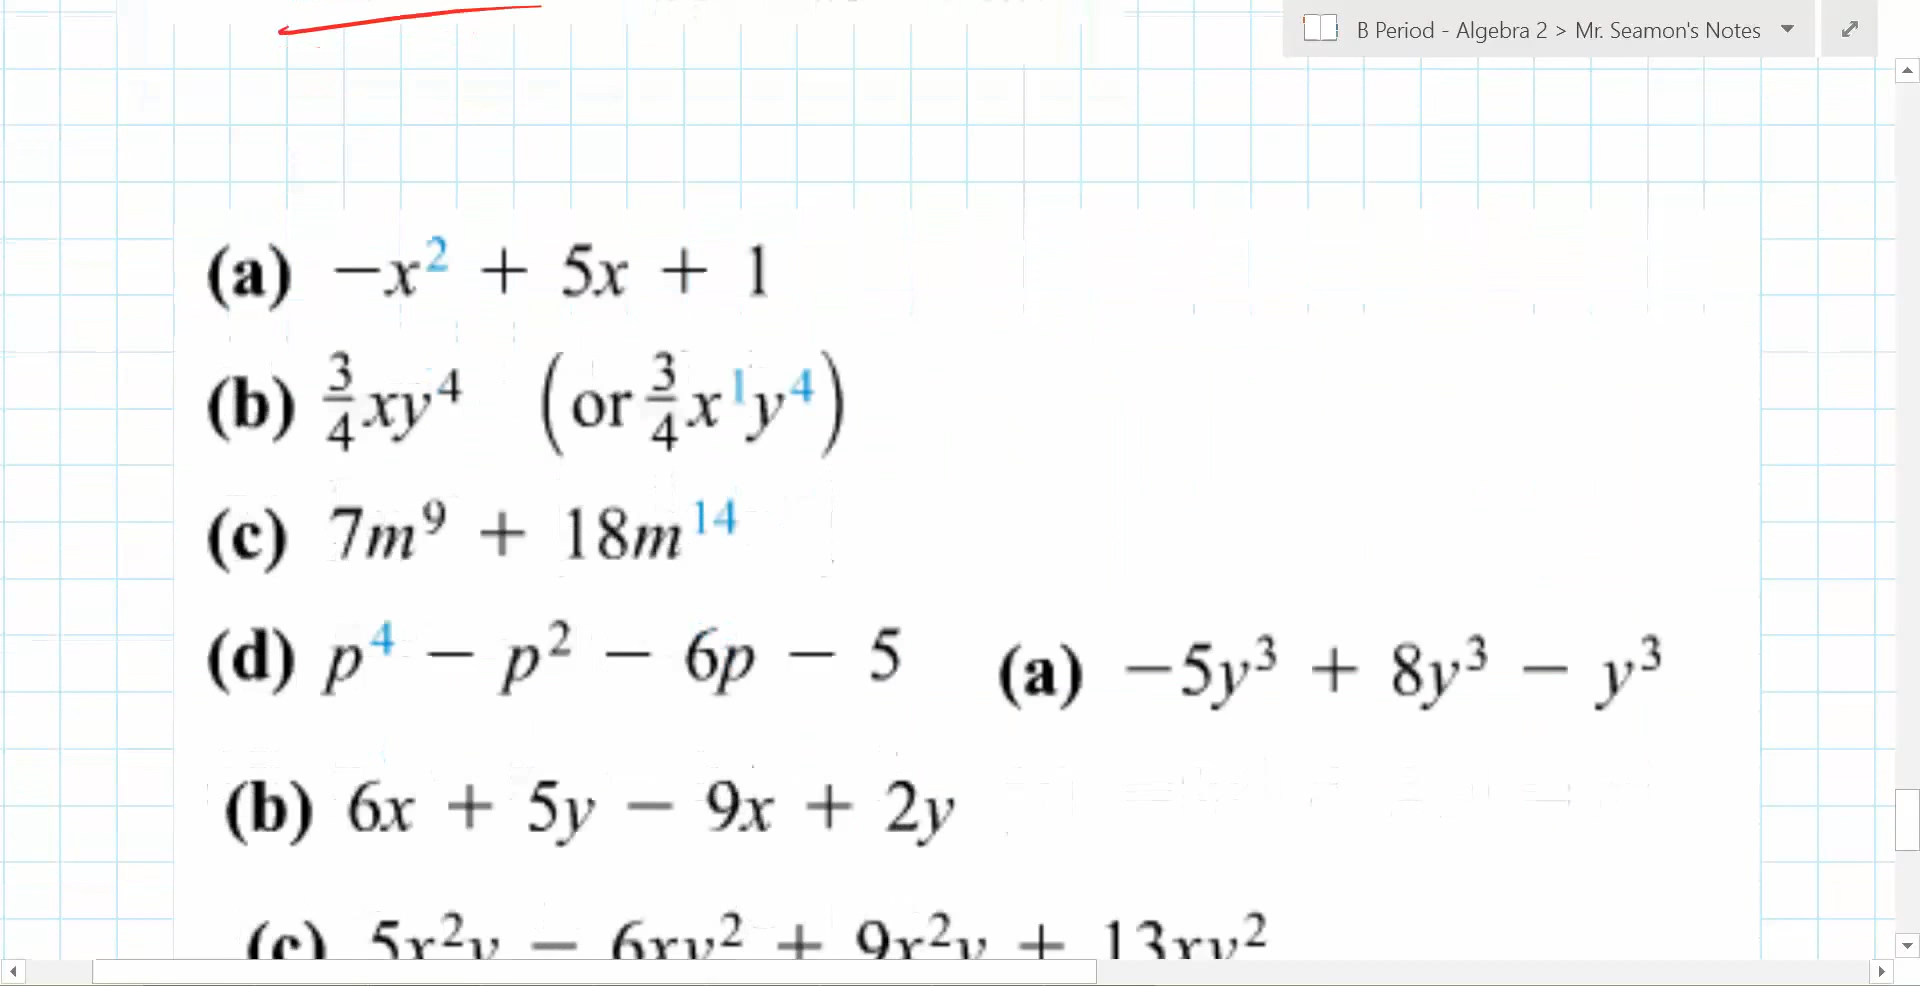 B Period - Algebra 2 > Mr. Seamon's Notes
(a) −x² + 5x + 1
(b) ¾xy⁴ (or ¾x¹y⁴)
(c) 7m⁹ + 18m¹⁴
(d) p⁴ − p² − 6p − 5
(a) −5y³ + 8y³ − y³
(b) 6x + 5y − 9x + 2y
(c) 5x²y − 6xy² + 9x²y + 13xy²